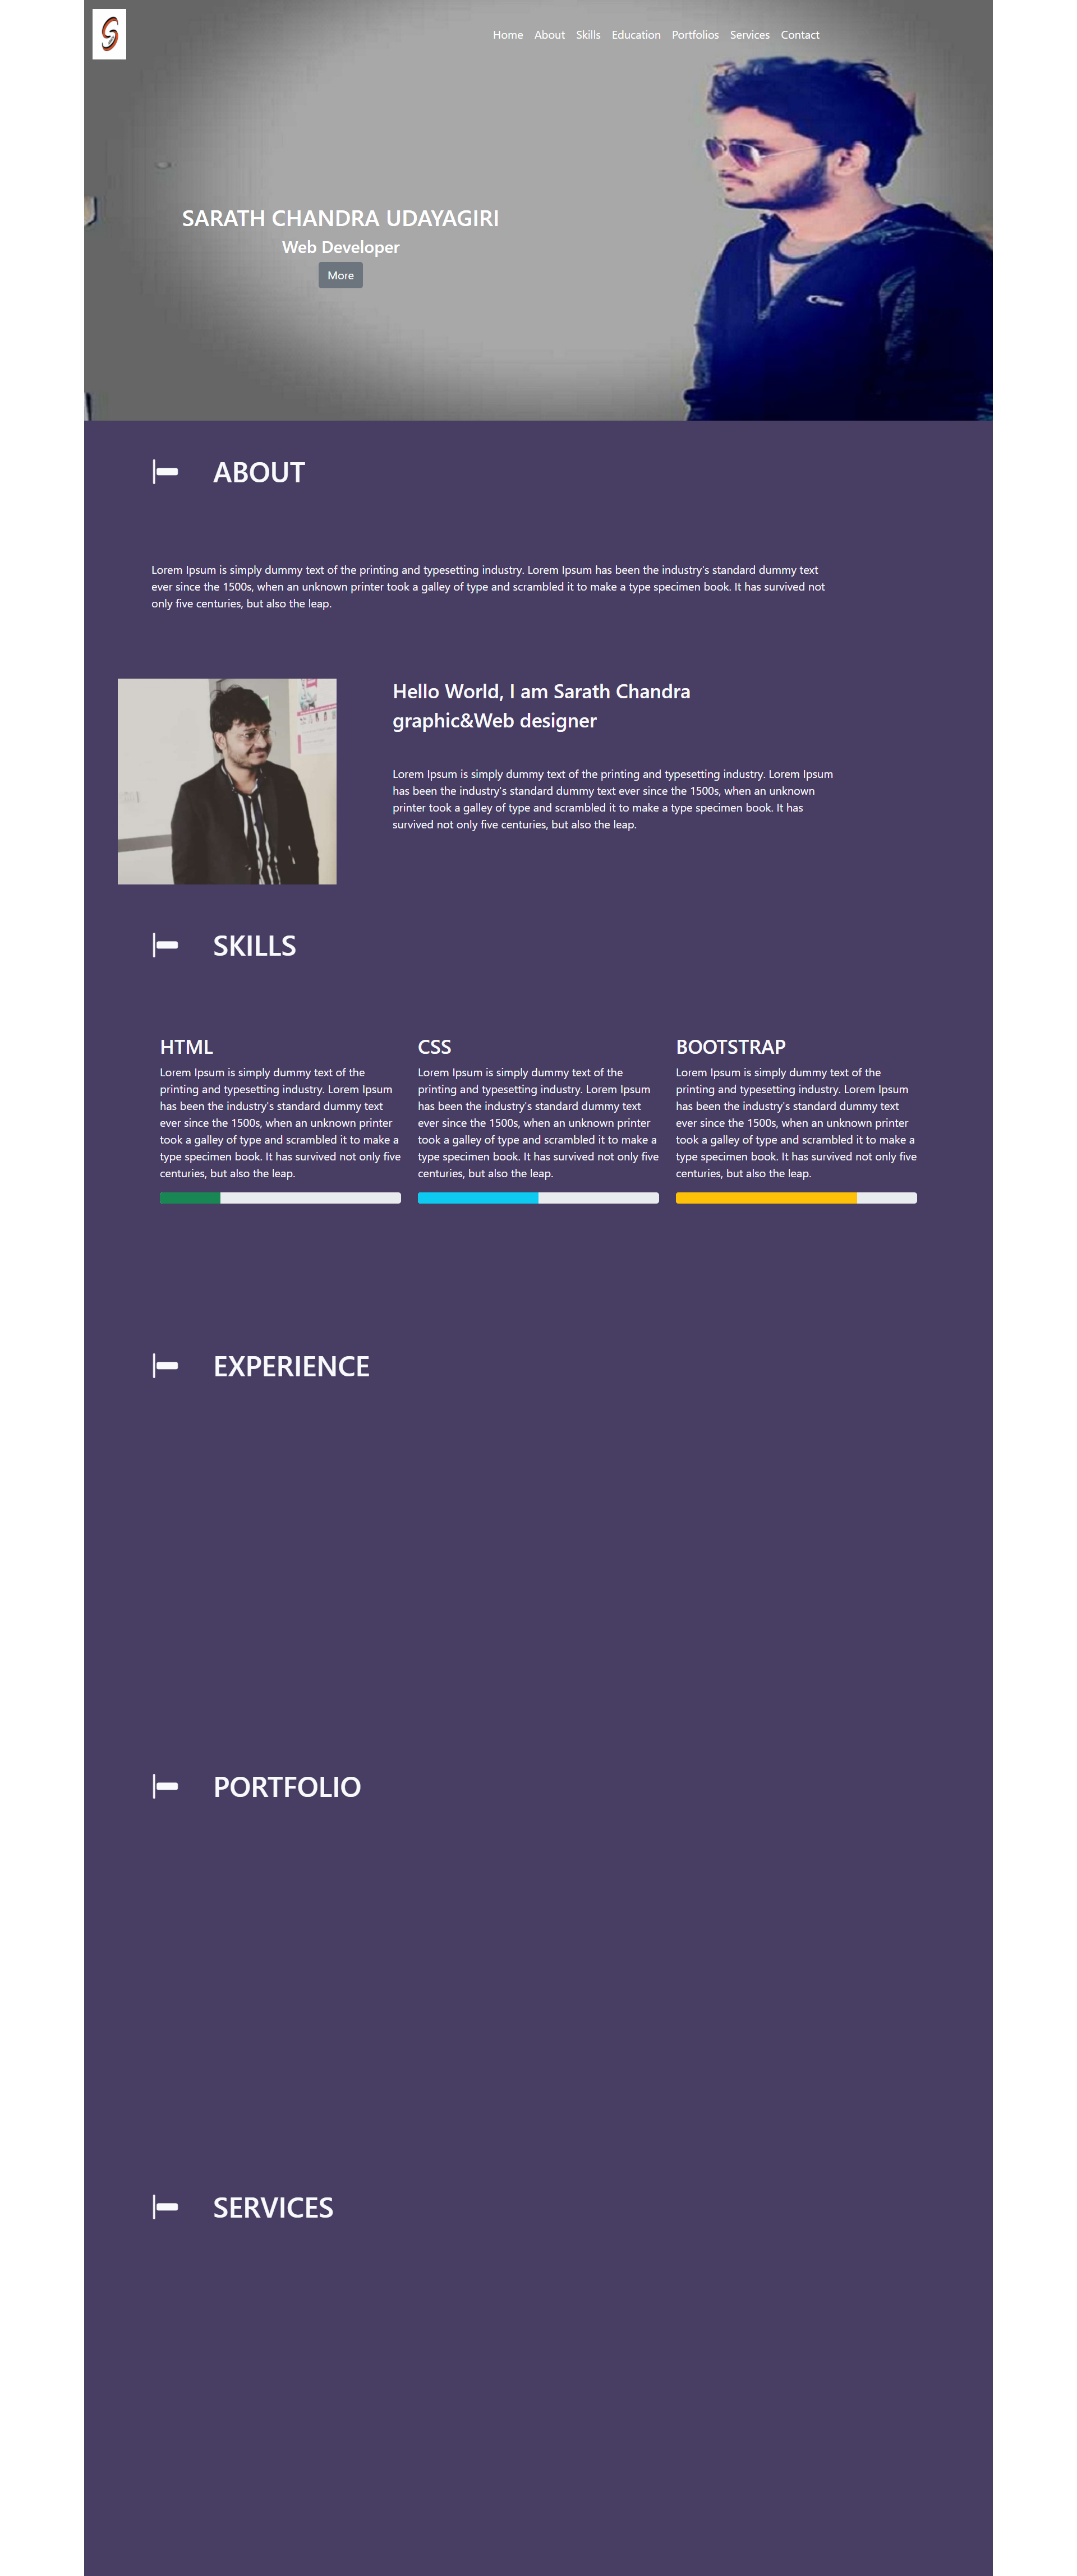 Home About Skills Education Portfolios Services Contact
SARATH CHANDRA UDAYAGIRI
Web Developer
More
ABOUT
Lorem Ipsum is simply dummy text of the printing and typesetting industry. Lorem Ipsum has been the industry's standard dummy text
ever since the 1500s, when an unknown printer took a galley of type and scrambled it to make a type specimen book. It has survived not
only five centuries, but also the leap.
Hello World, I am Sarath Chandra
graphic&Web designer
Lorem Ipsum is simply dummy text of the printing and typesetting industry. Lorem Ipsum
has been the industry's standard dummy text ever since the 1500s, when an unknown
printer took a galley of type and scrambled it to make a type specimen book. It has
survived not only five centuries, but also the leap.
SKILLS
HTML
Lorem Ipsum is simply dummy text of the
printing and typesetting industry. Lorem Ipsum
has been the industry's standard dummy text
ever since the 1500s, when an unknown printer
took a galley of type and scrambled it to make a
type specimen book. It has survived not only five
centuries, but also the leap.
CSS
Lorem Ipsum is simply dummy text of the
printing and typesetting industry. Lorem Ipsum
has been the industry's standard dummy text
ever since the 1500s, when an unknown printer
took a galley of type and scrambled it to make a
type specimen book. It has survived not only five
centuries, but also the leap.
BOOTSTRAP
Lorem Ipsum is simply dummy text of the
printing and typesetting industry. Lorem Ipsum
has been the industry's standard dummy text
ever since the 1500s, when an unknown printer
took a galley of type and scrambled it to make a
type specimen book. It has survived not only five
centuries, but also the leap.
EXPERIENCE
PORTFOLIO
SERVICES